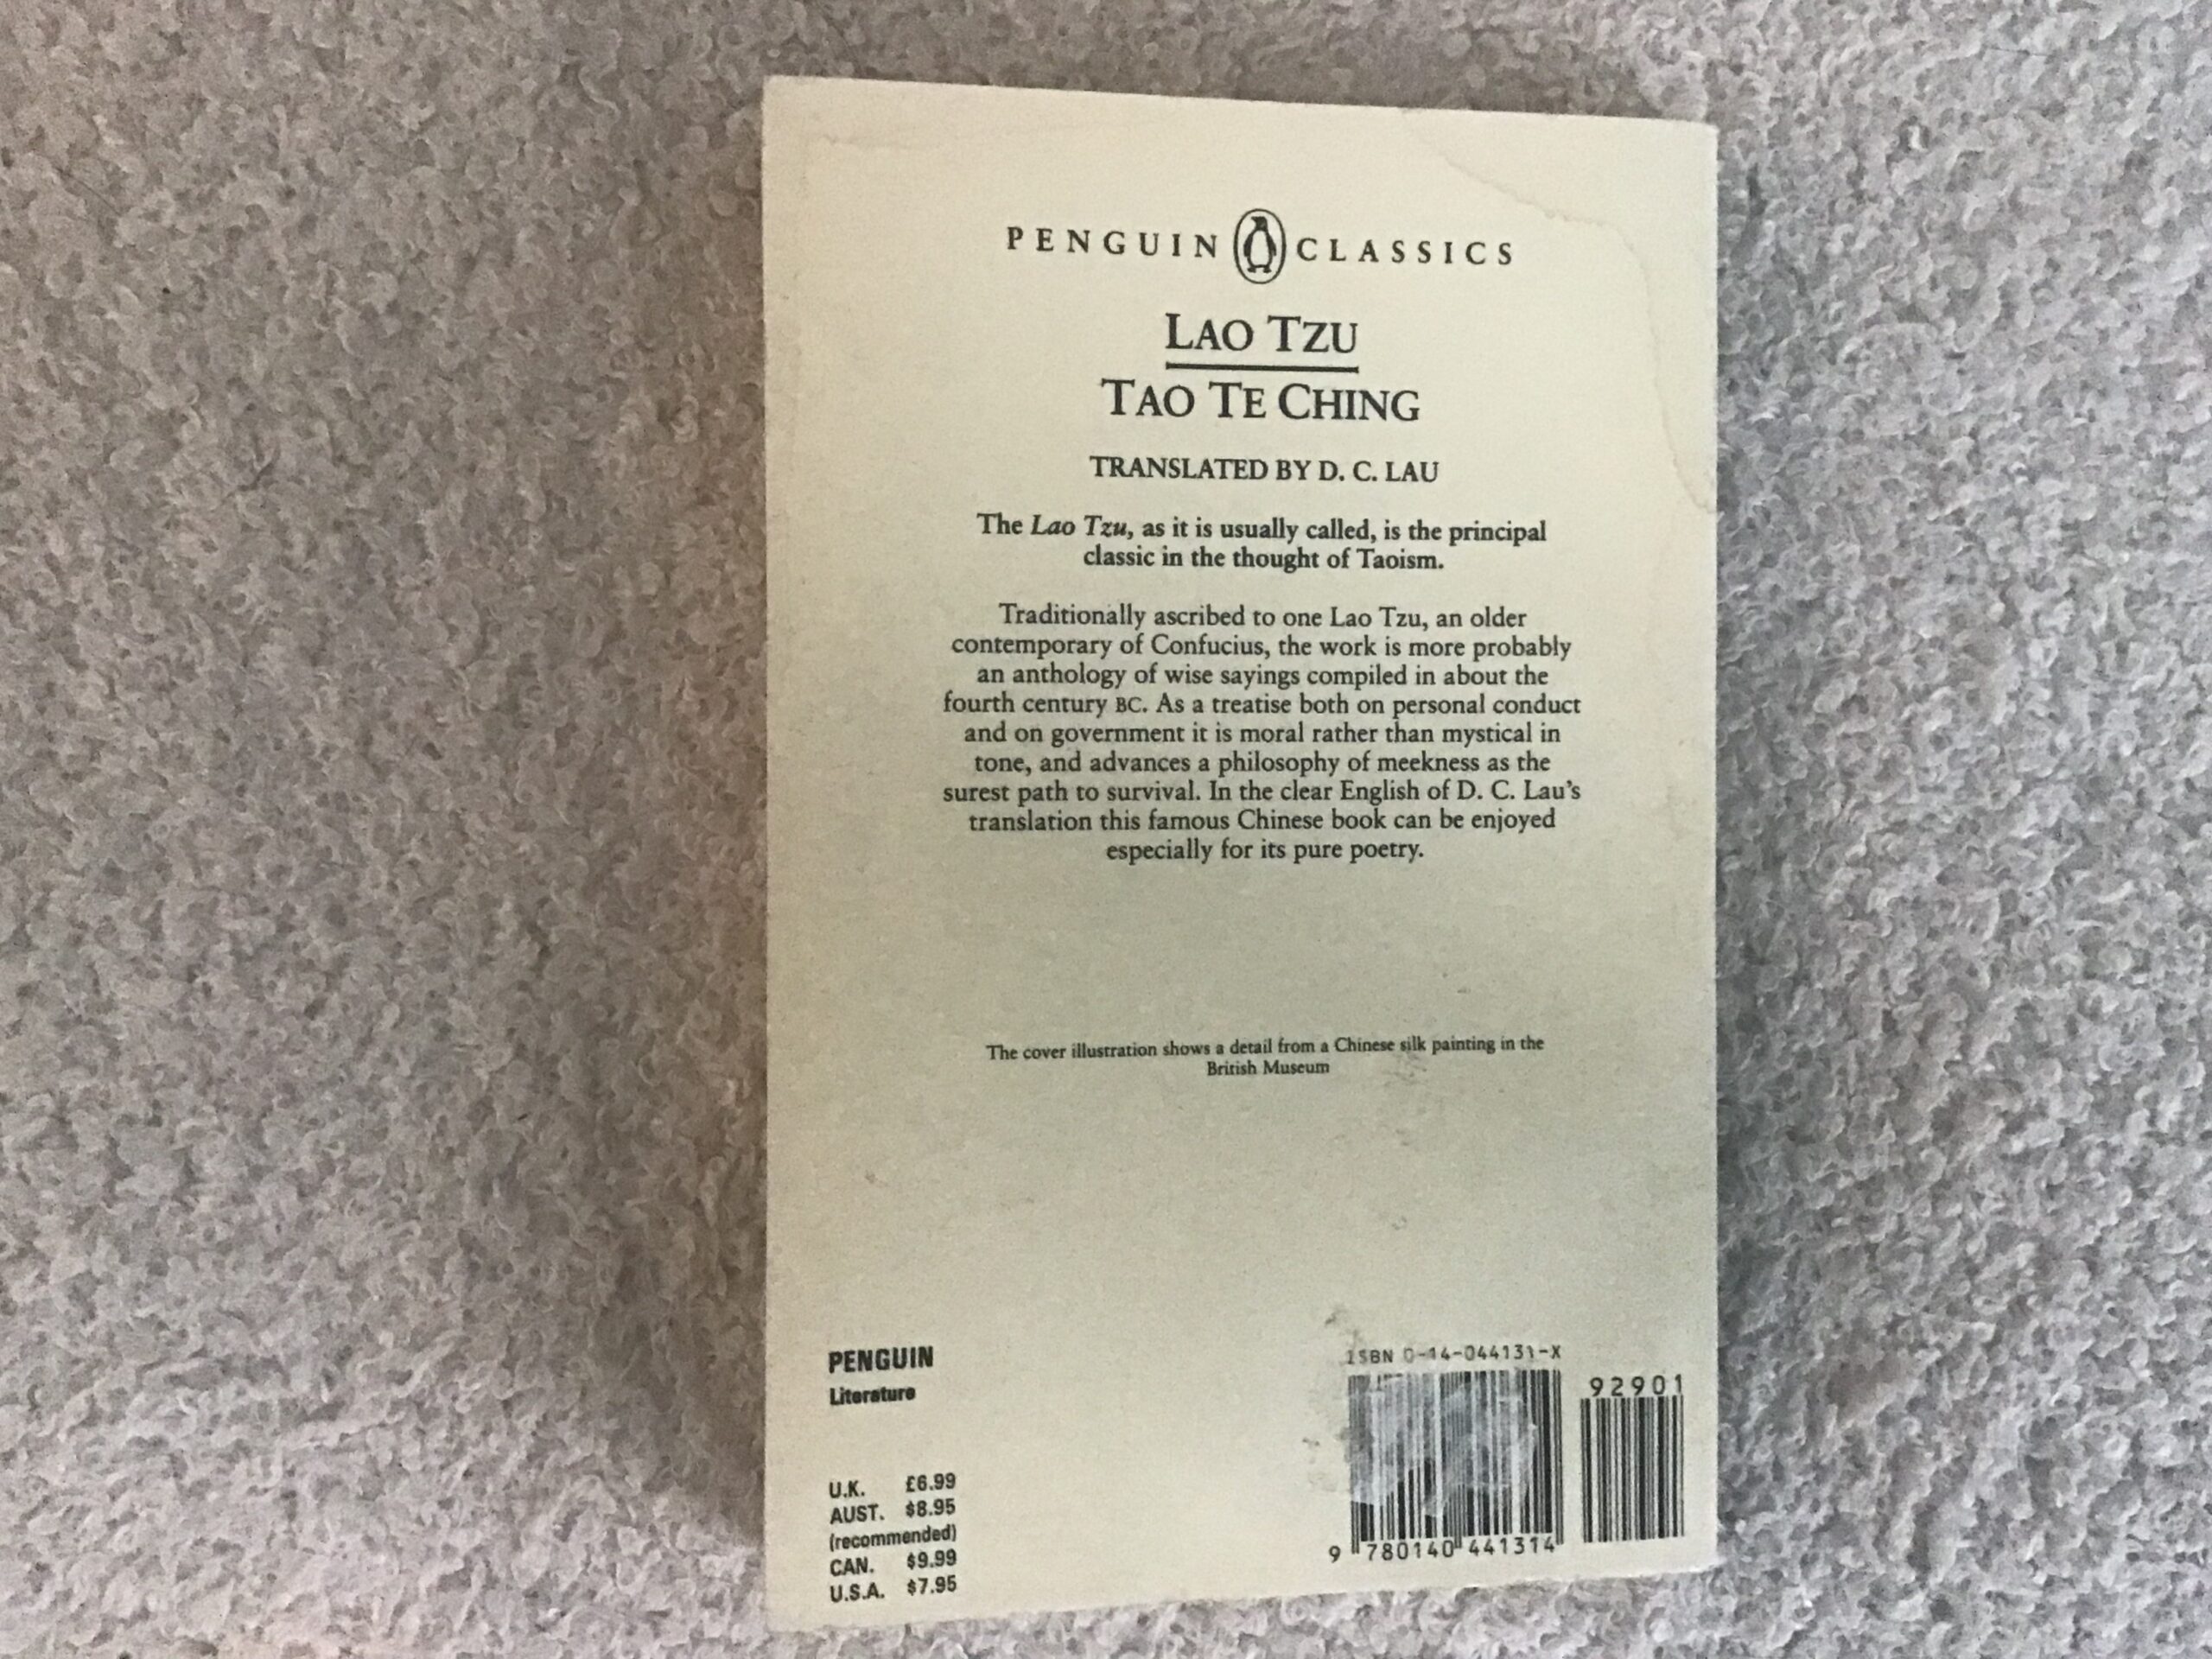 PENGUIN CLASSICS
LAO TZU
TAO TE CHING
TRANSLATED BY D. C. LAU
The Lao Tzu, as it is usually called, is the principal
classic in the thought of Taoism.
Traditionally ascribed to one Lao Tzu, an older
contemporary of Confucius, the work is more probably
an anthology of wise sayings compiled in about the
fourth century BC. As a treatise both on personal conduct
and on government it is moral rather than mystical in
tone, and advances a philosophy of meekness as the
surest path to survival. In the clear English of D. C. Lau's
translation this famous Chinese book can be enjoyed
especially for its pure poetry.
The cover illustration shows a detail from a Chinese silk painting in the
British Museum
PENGUIN
Literature
U.K. £6.99
AUST. $8.95
(recommended)
CAN. $9.99
U.S.A. $7.95
ISBN 0-14-044131-X
92901
9 780140 441314